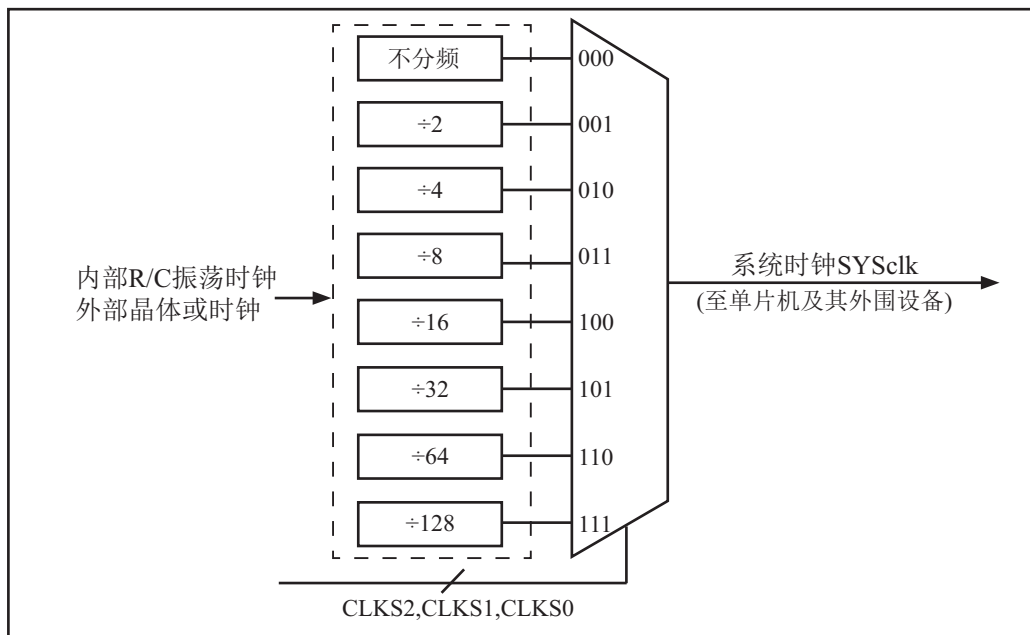 不分频
000
÷2
001
÷4
010
÷8
011
÷16
100
÷32
101
÷64
110
÷128
111
内部R/C振荡时钟
外部晶体或时钟
系统时钟SYSclk
(至单片机及其外围设备)
CLKS2,CLKS1,CLKS0